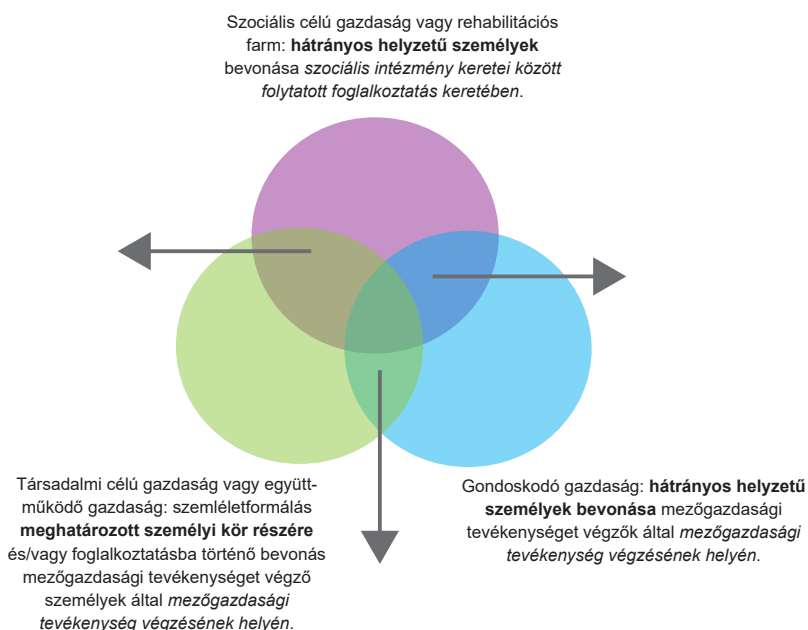 Szociális célú gazdaság vagy rehabilitációs
farm: hátrányos helyzetű személyek
bevonása szociális intézmény keretei között
folytatott foglalkoztatás keretében.
Társadalmi célú gazdaság vagy együtt-
működő gazdaság: szemléletformálás
meghatározott személyi kör részére
és/vagy foglalkoztatásba történő bevonás
mezőgazdasági tevékenységet végző
személyek által mezőgazdasági
tevékenység végzésének helyén.
Gondoskodó gazdaság: hátrányos helyzetű
személyek bevonása mezőgazdasági
tevékenységet végzők által mezőgazdasági
tevékenység végzésének helyén.